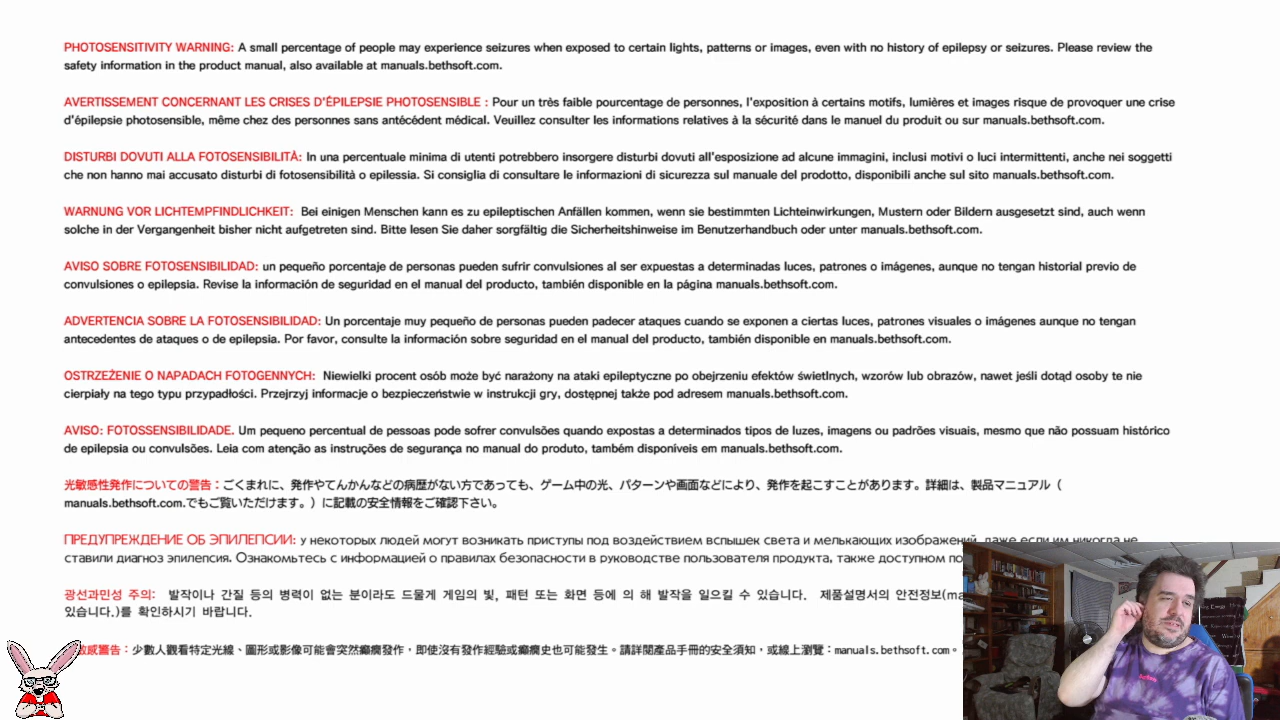 PHOTOSENSITIVITY WARNING: A small percentage of people may experience seizures when exposed to certain lights, patterns or images, even with no history of epilepsy or seizures. Please review the
safety information in the product manual, also available at manuals.bethsoft.com.
AVERTISSEMENT CONCERNANT LES CRISES D'ÉPILEPSIE PHOTOSENSIBLE : Pour un très faible pourcentage de personnes, l'exposition à certains motifs, lumières et images risque de provoquer une crise
d'épilepsie photosensible, même chez des personnes sans antécédent médical. Veuillez consulter les informations relatives à la sécurité dans le manuel du produit ou sur manuals.bethsoft.com.
DISTURBI DOVUTI ALLA FOTOSENSIBILITÀ: In una percentuale minima di utenti potrebbero insorgere disturbi dovuti all'esposizione ad alcune immagini, inclusi motivi o luci intermittenti, anche nei soggetti
che non hanno mai accusato disturbi di fotosensibilità o epilessia. Si consiglia di consultare le informazioni di sicurezza sul manuale del prodotto, disponibili anche sul sito manuals.bethsoft.com.
WARNUNG VOR LICHTEMPFINDLICHKEIT: Bei einigen Menschen kann es zu epileptischen Anfällen kommen, wenn sie bestimmten Lichteinwirkungen, Mustern oder Bildern ausgesetzt sind, auch wenn
solche in der Vergangenheit bisher nicht aufgetreten sind. Bitte lesen Sie daher sorgfältig die Sicherheitshinweise im Benutzerhandbuch oder unter manuals.bethsoft.com.
AVISO SOBRE FOTOSENSIBILIDAD: un pequeño porcentaje de personas pueden sufrir convulsiones al ser expuestas a determinadas luces, patrones o imágenes, aunque no tengan historial previo de
convulsiones o epilepsia. Revise la información de seguridad en el manual del producto, también disponible en la página manuals.bethsoft.com.
ADVERTENCIA SOBRE LA FOTOSENSIBILIDAD: Un porcentaje muy pequeño de personas pueden padecer ataques cuando se exponen a ciertas luces, patrones visuales o imágenes aunque no tengan
antecedentes de ataques o de epilepsia. Por favor, consulte la información sobre seguridad en el manual del producto, también disponible en manuals.bethsoft.com.
OSTRZEŻENIE O NAPADACH FOTOGENNYCH: Niewielki procent osób może być narażony na ataki epileptyczne po obejrzeniu efektów świetlnych, wzorów lub obrazów, nawet jeśli dotąd osoby te nie
cierpiały na tego typu przypadłości. Przejrzyj informacje o bezpieczeństwie w instrukcji gry, dostępnej także pod adresem manuals.bethsoft.com.
AVISO: FOTOSSENSIBILIDADE. Um pequeno percentual de pessoas pode sofrer convulsões quando expostas a determinados tipos de luzes, imagens ou padrões visuais, mesmo que não possuam histórico
de epilepsia ou convulsões. Leia com atenção as instruções de segurança no manual do produto, também disponíveis em manuals.bethsoft.com.
光敏感性発作についての警告：ごくまれに、発作やてんかんなどの病歴がない方であっても、ゲーム中の光、パターンや画面などにより、発作を起こすことがあります。詳細は、製品マニュアル（
manuals.bethsoft.com.でもご覧いただけます。）に記載の安全情報をご確認下さい。
ПРЕДУПРЕЖДЕНИЕ ОБ ЭПИЛЕПСИИ: у некоторых людей могут возникать приступы под воздействием вспышек света и мелькающих изображений, даже если им никогда не
ставили диагноз эпилепсия. Ознакомьтесь с информацией о правилах безопасности в руководстве пользователя продукта, также доступном по
광선과민성 주의: 발작이나 간질 등의 병력이 없는 분이라도 드물게 게임의 빛, 패턴 또는 화면 등에 의 해 발작을 일으킬 수 있습니다. 제품설명서의 안전정보(ma
있습니다.)를 확인하시기 바랍니다.
感警告：少數人觀看特定光線、圖形或影像可能會突然癲癇發作，即使沒有發作經驗或癲癇史也可能發生。請詳閱產品手冊的安全須知，或線上瀏覽：manuals.bethsoft.com。